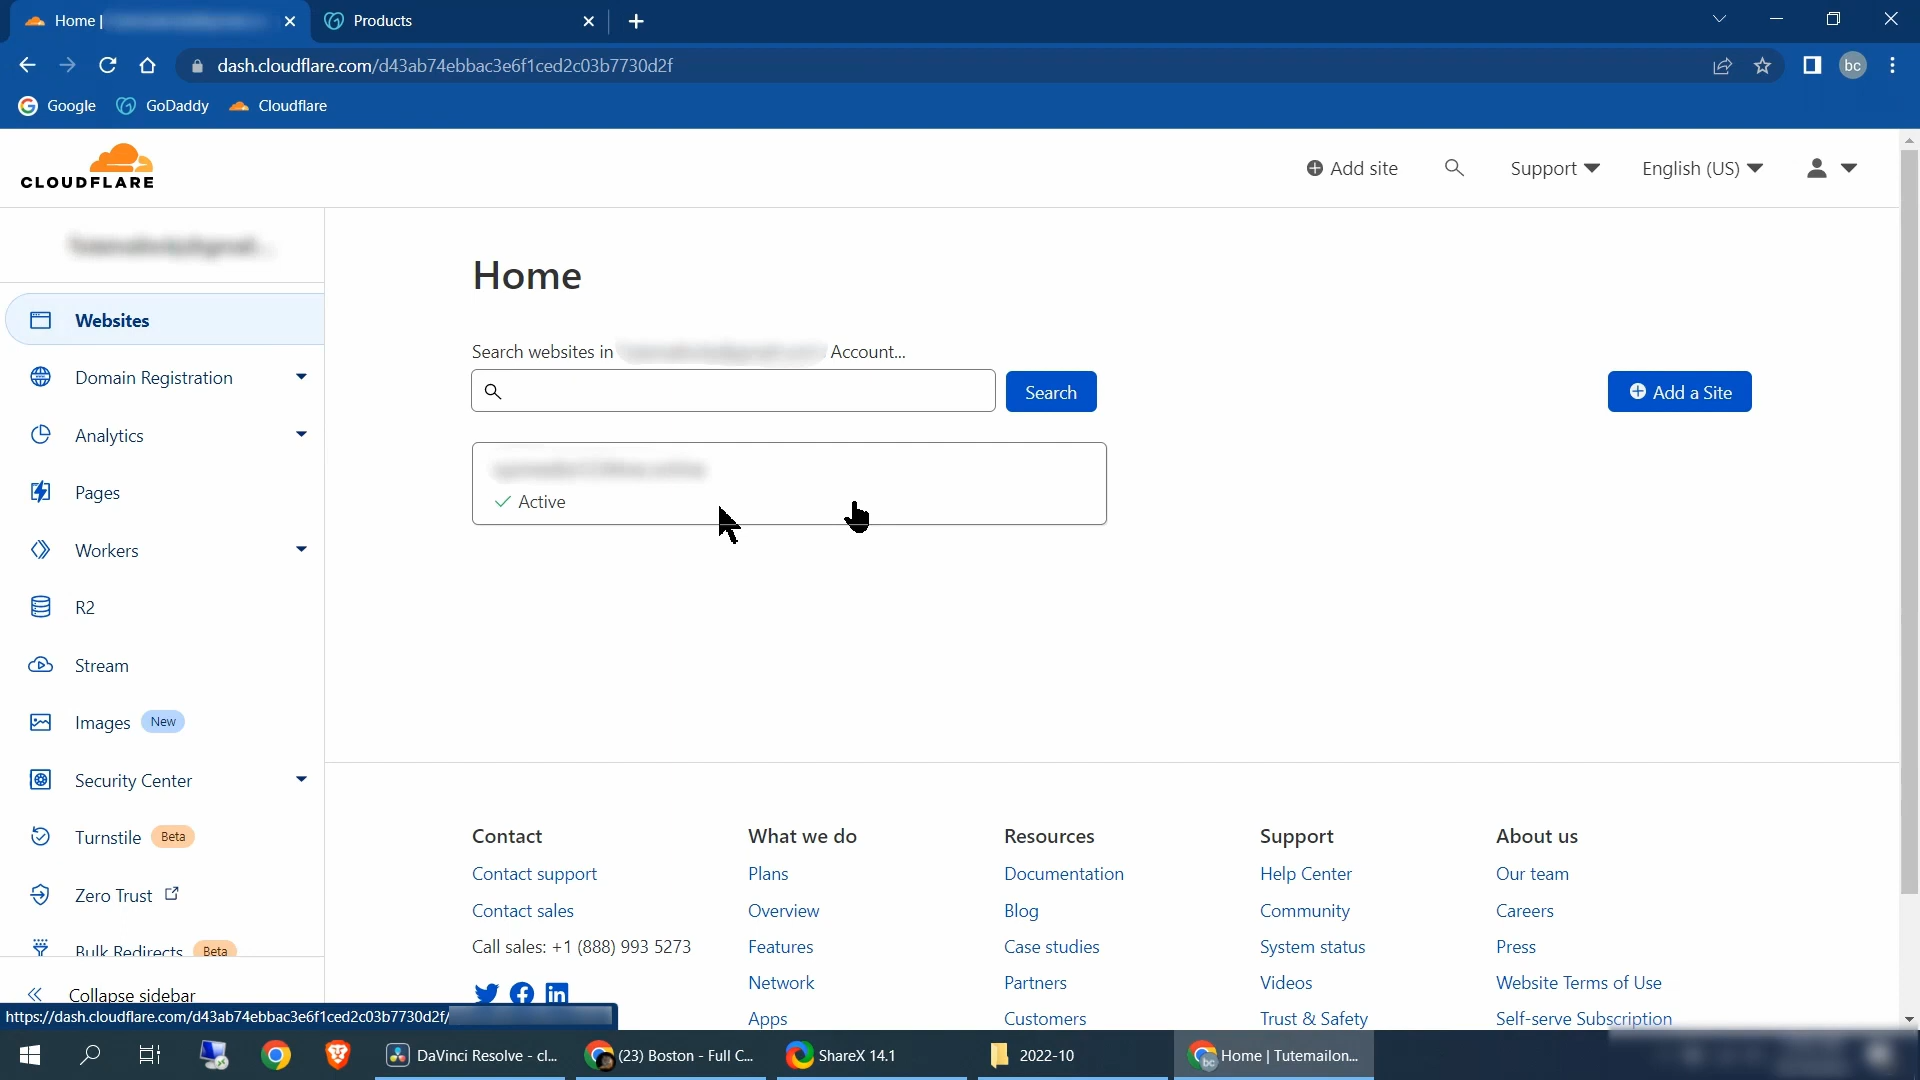 Home |
Products
dash.cloudflare.com/d43ab74ebbac3e6f1ced2c03b7730d2f
bc
Google
GoDaddy
Cloudflare
CLOUDFLARE
Add site
Support
English (US)
Websites
Domain Registration
Analytics
Pages
Workers
R2
Stream
Images New
Security Center
Turnstile Beta
Zero Trust
Bulk Redirects Beta
Collapse sidebar
Home
Search websites in
Account...
Search
Add a Site
Active
Contact
Contact support
Contact sales
Call sales: +1 (888) 993 5273
What we do
Plans
Overview
Features
Network
Apps
Resources
Documentation
Blog
Case studies
Partners
Customers
Support
Help Center
Community
System status
Videos
Trust & Safety
About us
Our team
Careers
Press
Website Terms of Use
Self-serve Subscription
https://dash.cloudflare.com/d43ab74ebbac3e6f1ced2c03b7730d2f/
DaVinci Resolve - cl...
(23) Boston - Full C...
ShareX 14.1
2022-10
bc
Home | Tutemailon...